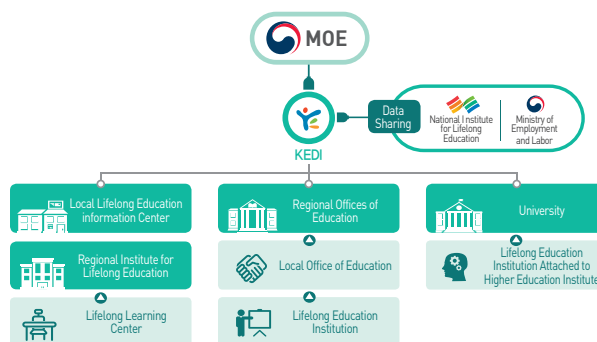 MOE
Data
Sharing
National Institute
for Lifelong
Education
Ministry of
Employment
and Labor
KEDI
Local Lifelong Education
information Center
Regional Offices of
Education
University
Regional Institute for
Lifelong Education
Local Office of Education
Lifelong Education
Institution Attached to
Higher Education Institute
Lifelong Learning
Center
Lifelong Education
Institution